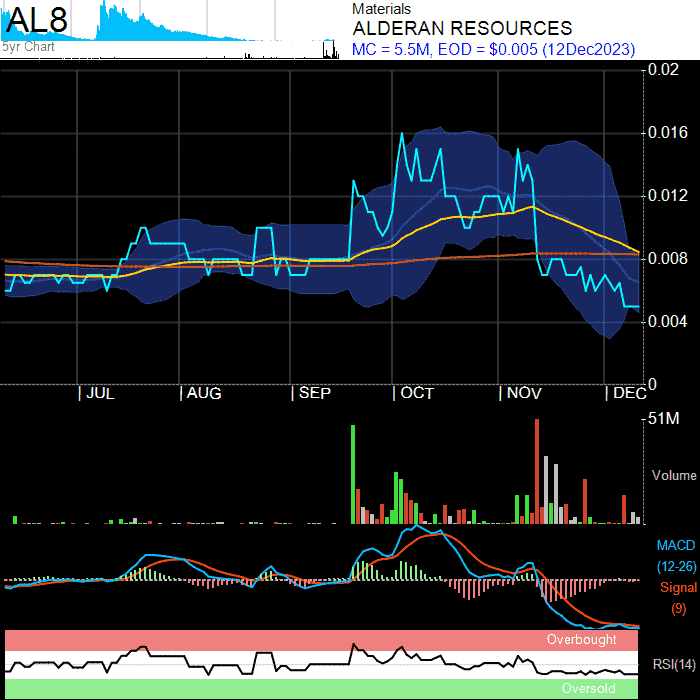 AL8
5yr Chart
Materials
ALDERAN RESOURCES
MC = 5.5M, EOD = $0.005 (12Dec2023)
0.02
0.016
0.012
0.008
0.004
0
| JUL | AUG | SEP | OCT | NOV | DEC
51M
Volume
MACD
(12-26)
Signal
(9)
Overbought
RSI(14)
Oversold